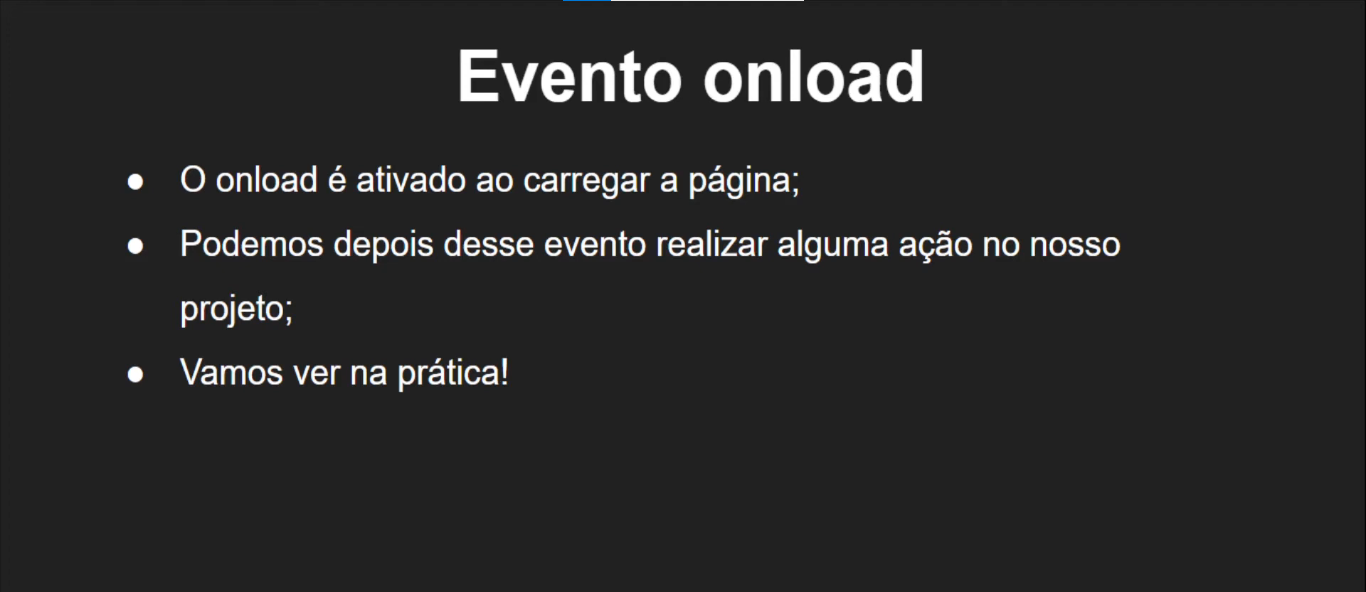 Evento onload
● O onload é ativado ao carregar a página;
● Podemos depois desse evento realizar alguma ação no nosso
projeto;
● Vamos ver na prática!